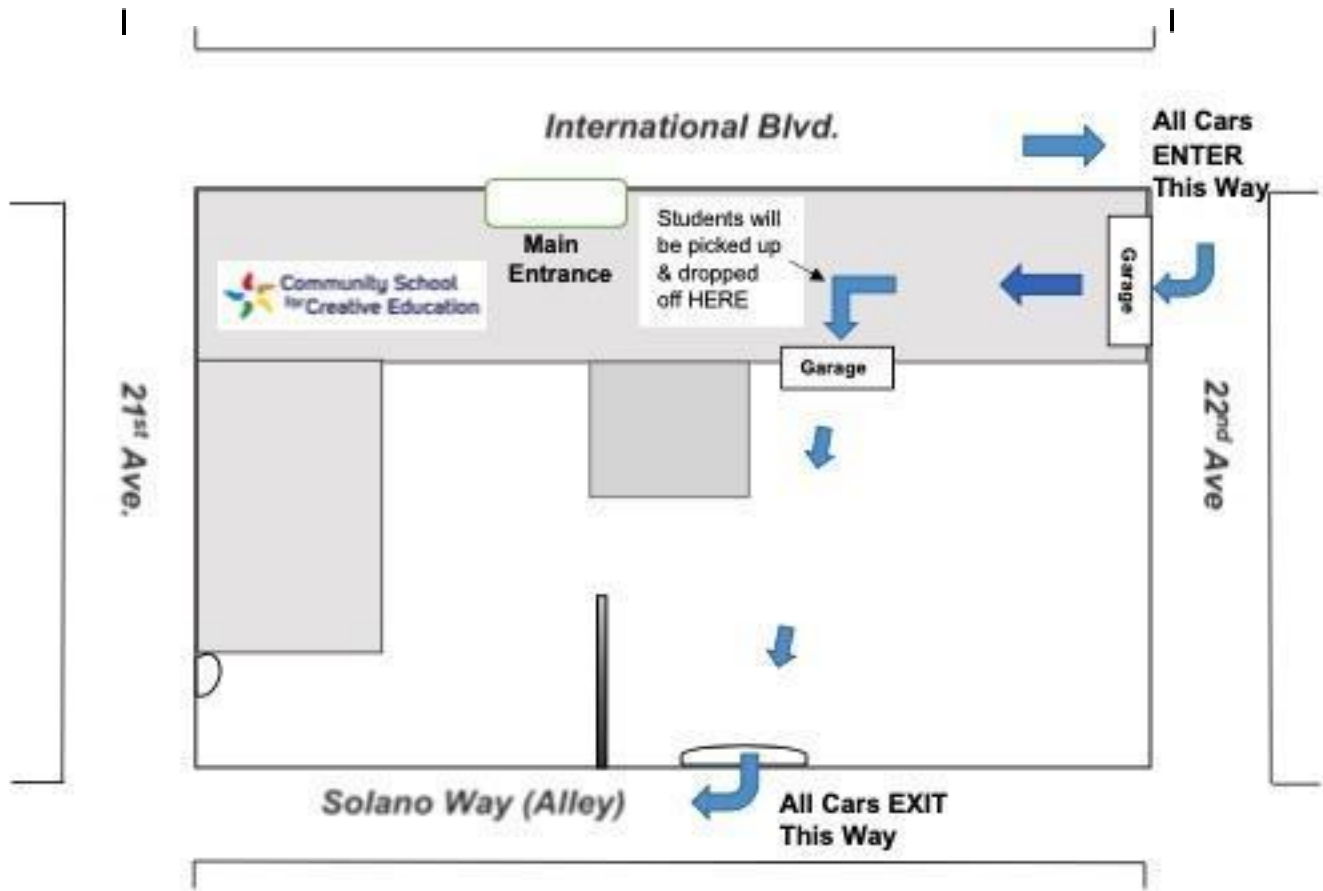 International Blvd.
All Cars
ENTER
This Way
Main
Entrance
Students will
be picked up
& dropped
off HERE
Garage
Community School
for Creative Education
Garage
21st Ave.
22nd Ave
Solano Way (Alley)
All Cars EXIT
This Way